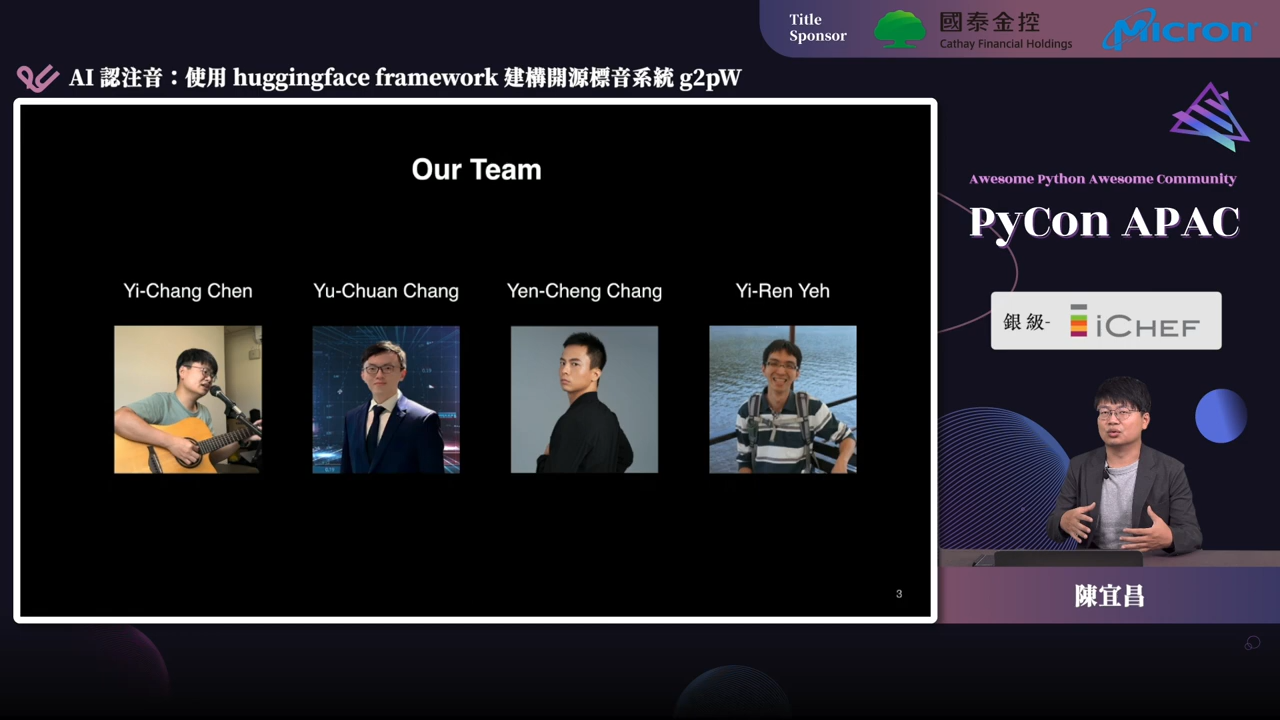 Title
Sponsor
國泰金控
Cathay Financial Holdings
Micron
AI 認注音：使用 huggingface framework 建構開源標音系統 g2pW
Our Team
Yi-Chang Chen
Yu-Chuan Chang
Yen-Cheng Chang
Yi-Ren Yeh
3
Awesome Python Awesome Community
PyCon APAC
銀級-
iCHEF
陳宜昌